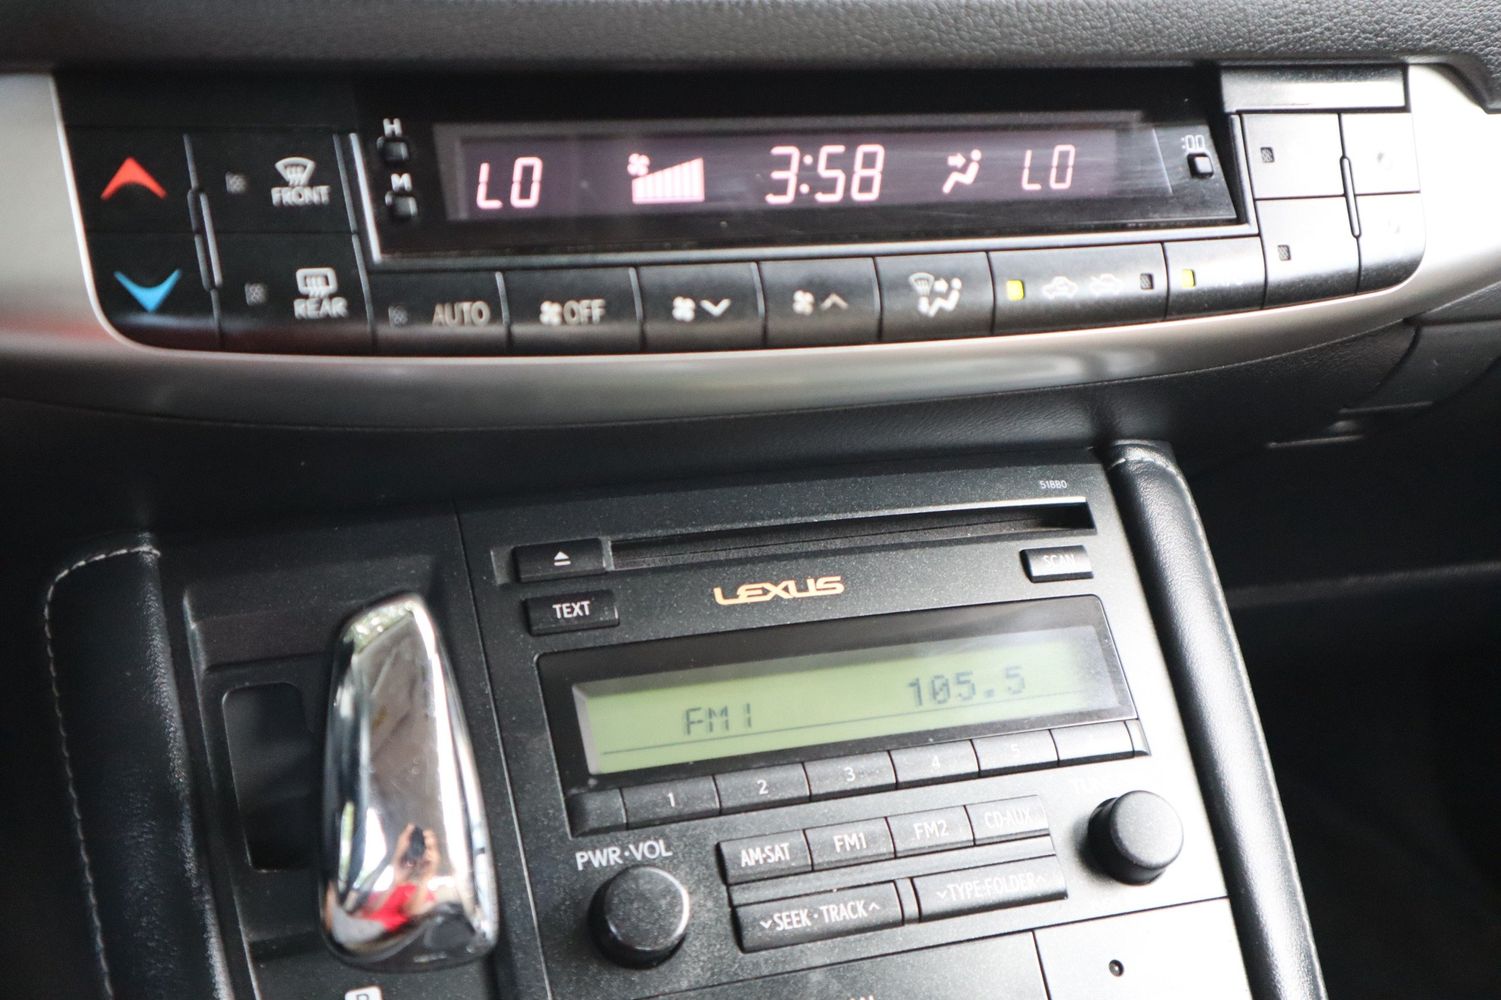 H
M
LO 3:58 LO
:00
FRONT
REAR
AUTO
OFF
51880
SCAN
TEXT
LEXUS
FM1 105.5
1 2 3 4 5
PWR·VOL
AM·SAT FM1 FM2 CD·AUX
SEEK·TRACK TYPE·FOLDER